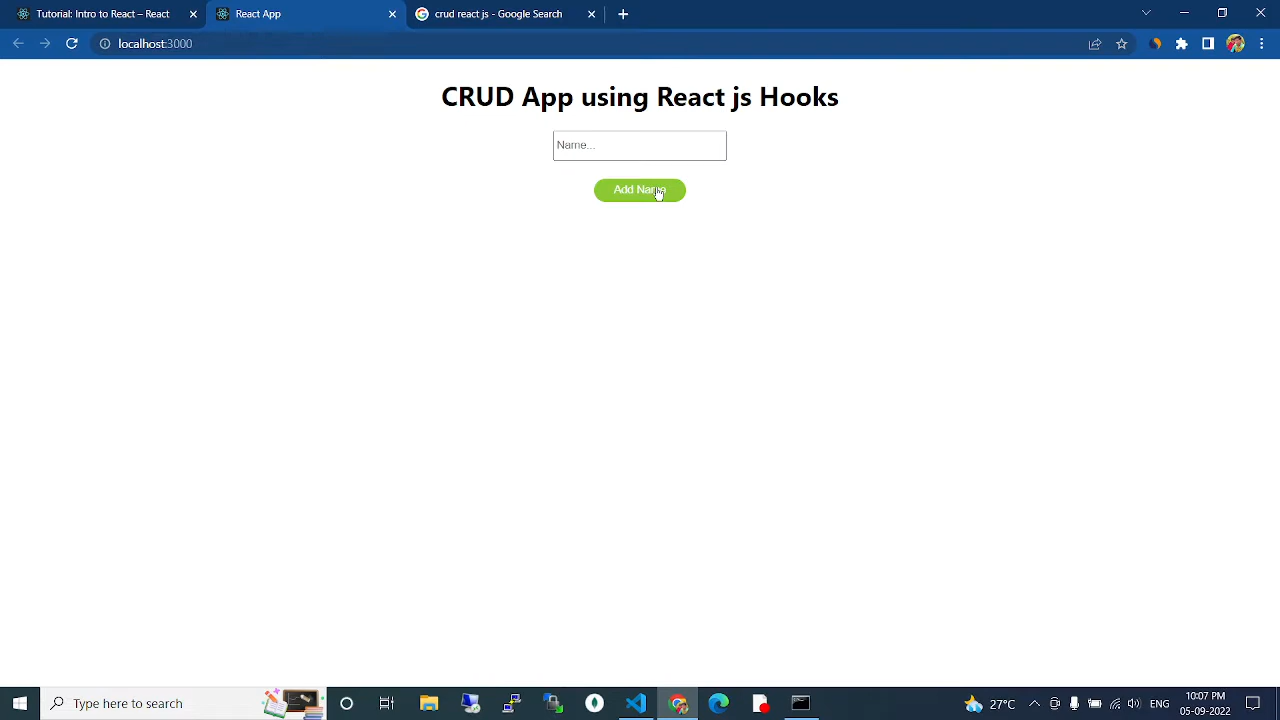 Tutorial: Intro to React – React
React App
crud react js - Google Search
localhost:3000
CRUD App using React js Hooks
Name...
Add Name
Type here to search
ENG
10:07 PM
05-09-2022